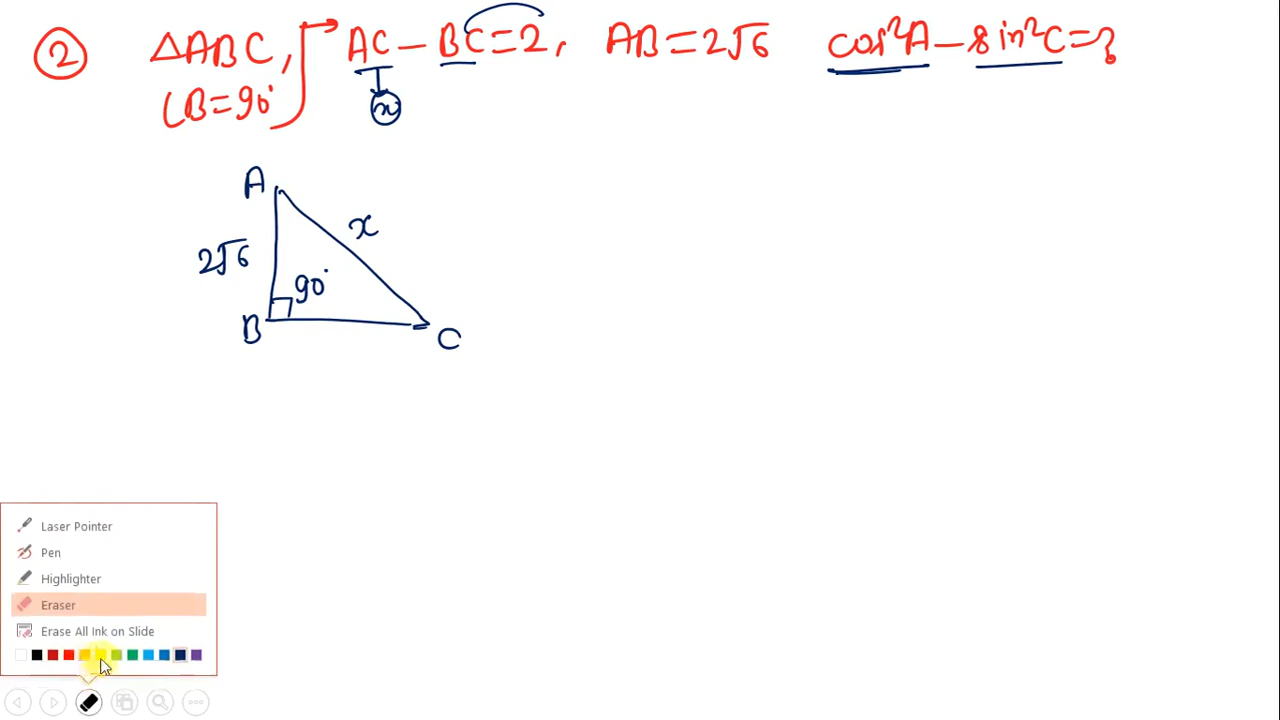 ② △ABC, AC - BC = 2, AB = 2√6 cos²A - sin²C = ?
∠B = 90°
x
A
x
2√6
90°
B
C
Laser Pointer
Pen
Highlighter
Eraser
Erase All Ink on Slide